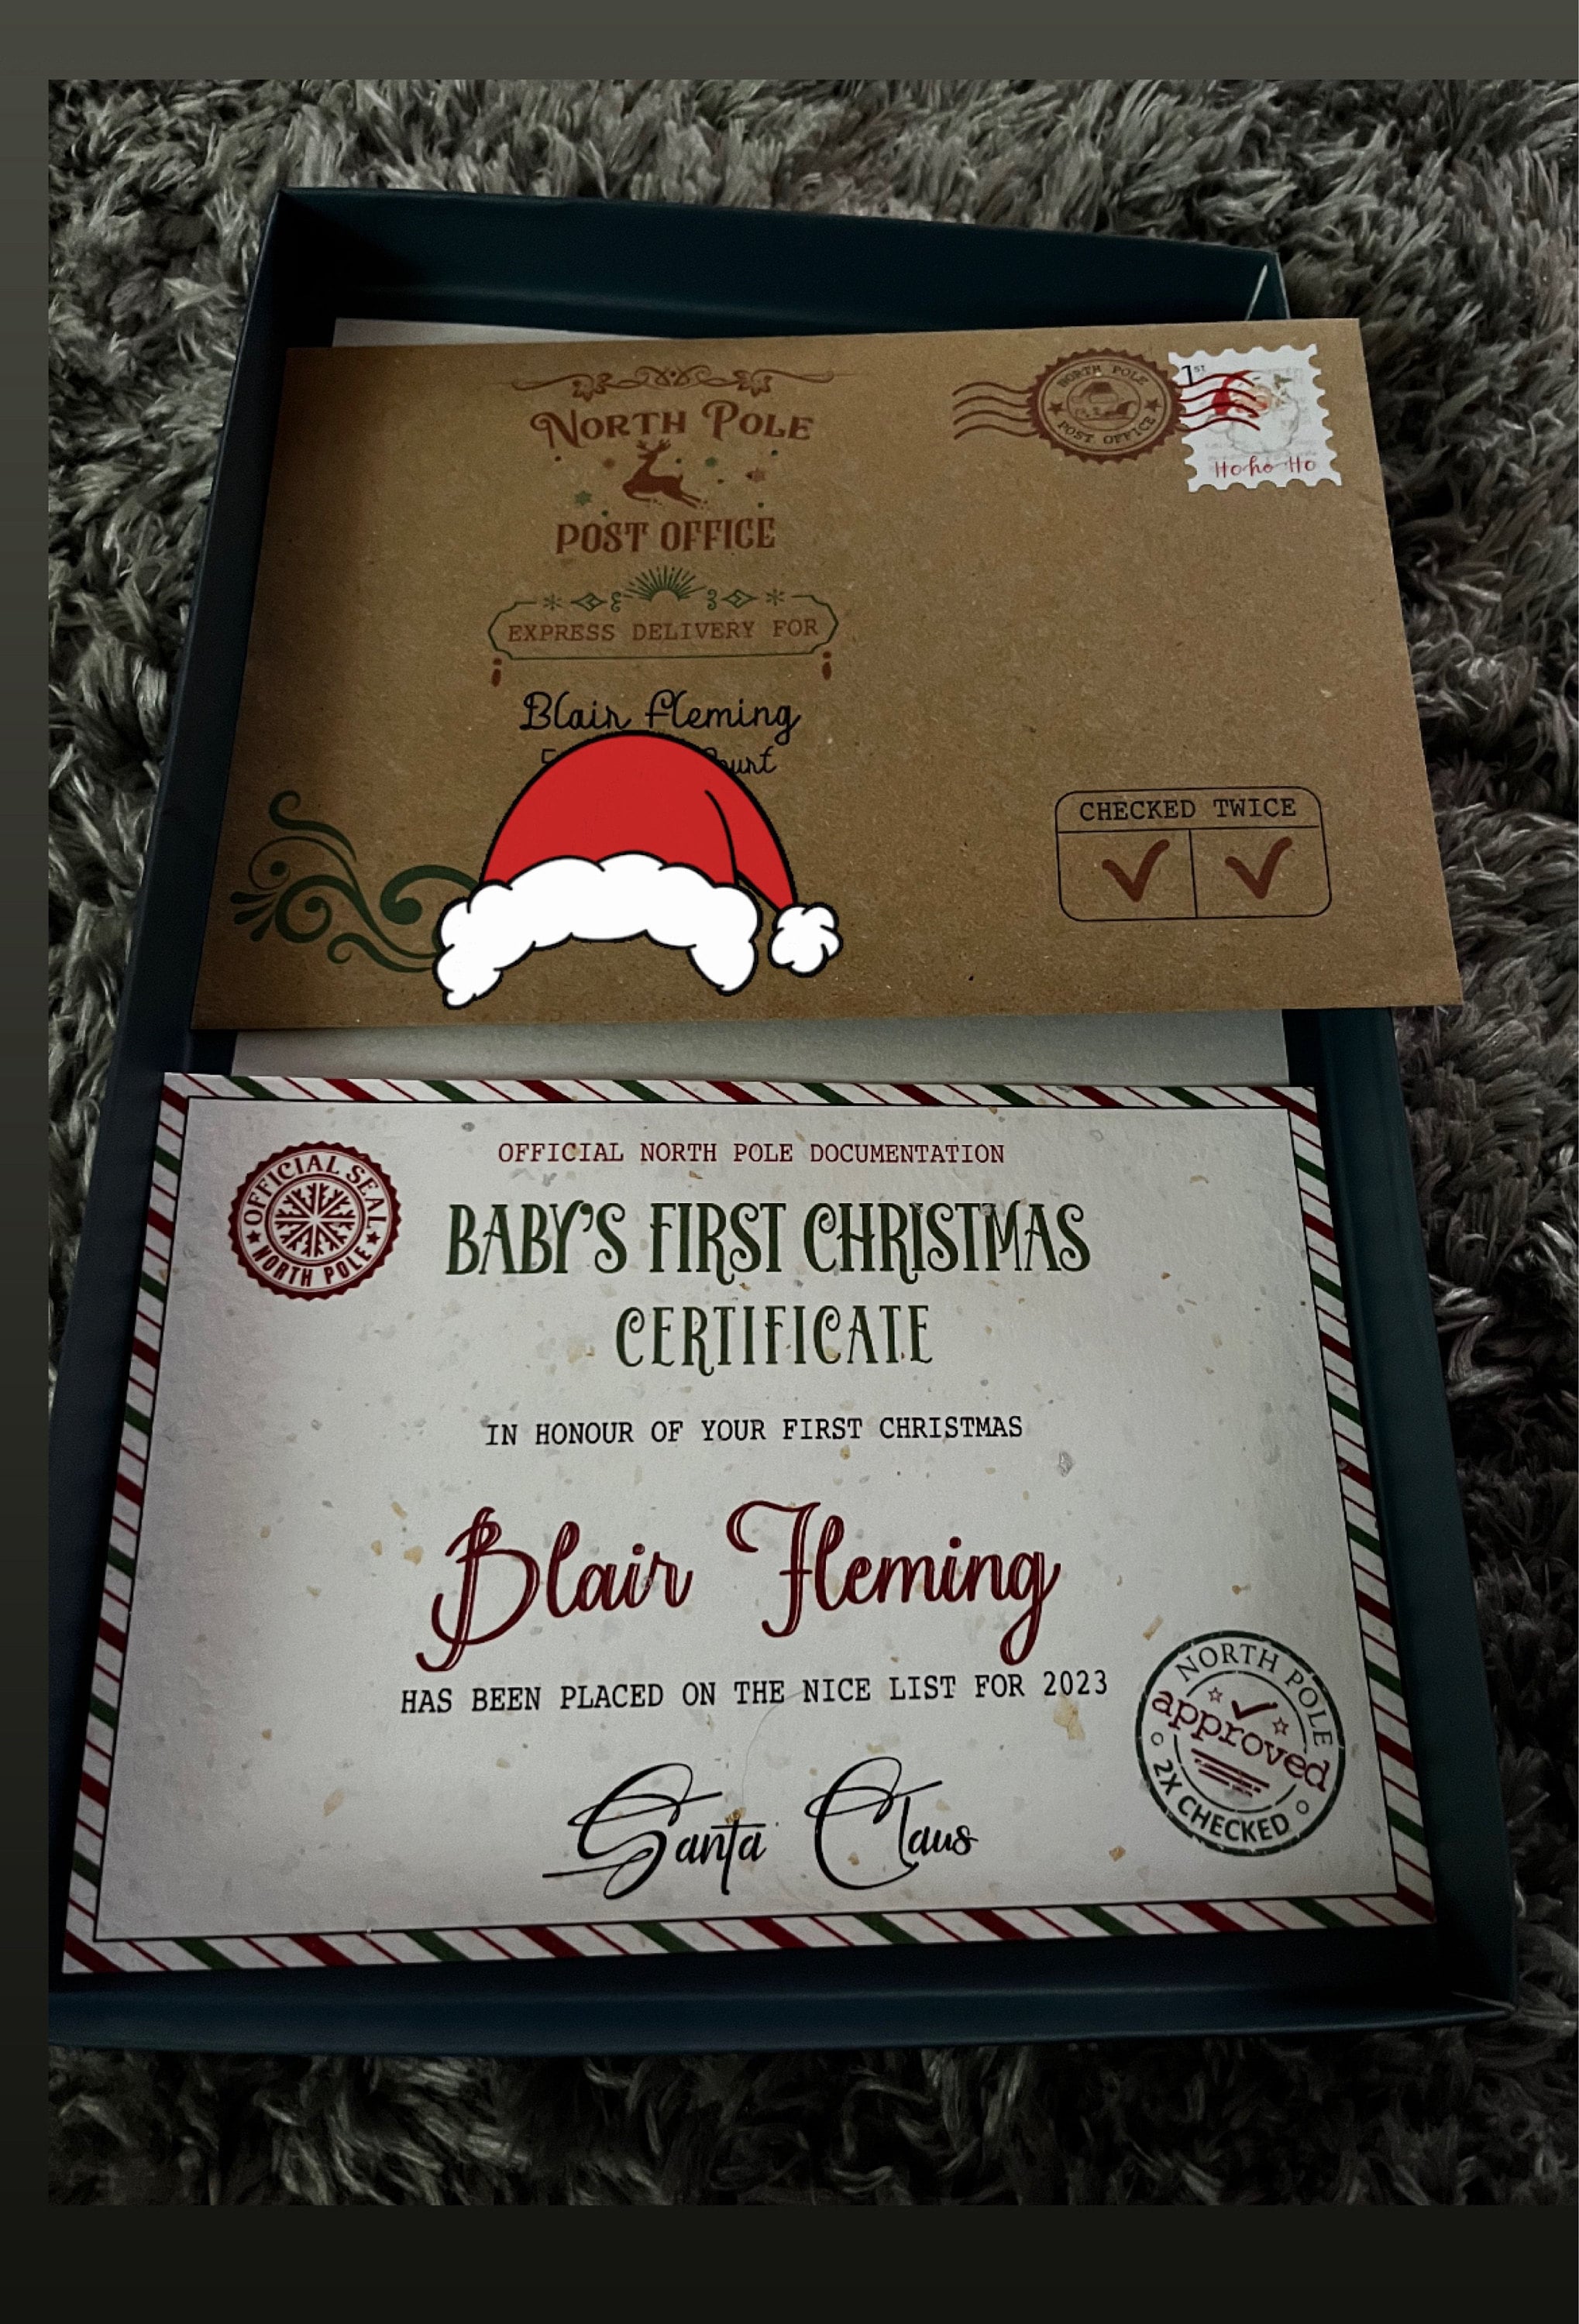 NORTH POLE
POST OFFICE
NORTH POLE
POST OFFICE
1st
Ho ho Ho
EXPRESS DELIVERY FOR
Blair Fleming
CHECKED TWICE
OFFICIAL SEAL
NORTH POLE
OFFICIAL NORTH POLE DOCUMENTATION
BABY'S FIRST CHRISTMAS
CERTIFICATE
IN HONOUR OF YOUR FIRST CHRISTMAS
Blair Fleming
HAS BEEN PLACED ON THE NICE LIST FOR 2023
Santa Claus
NORTH POLE
approved
2X CHECKED